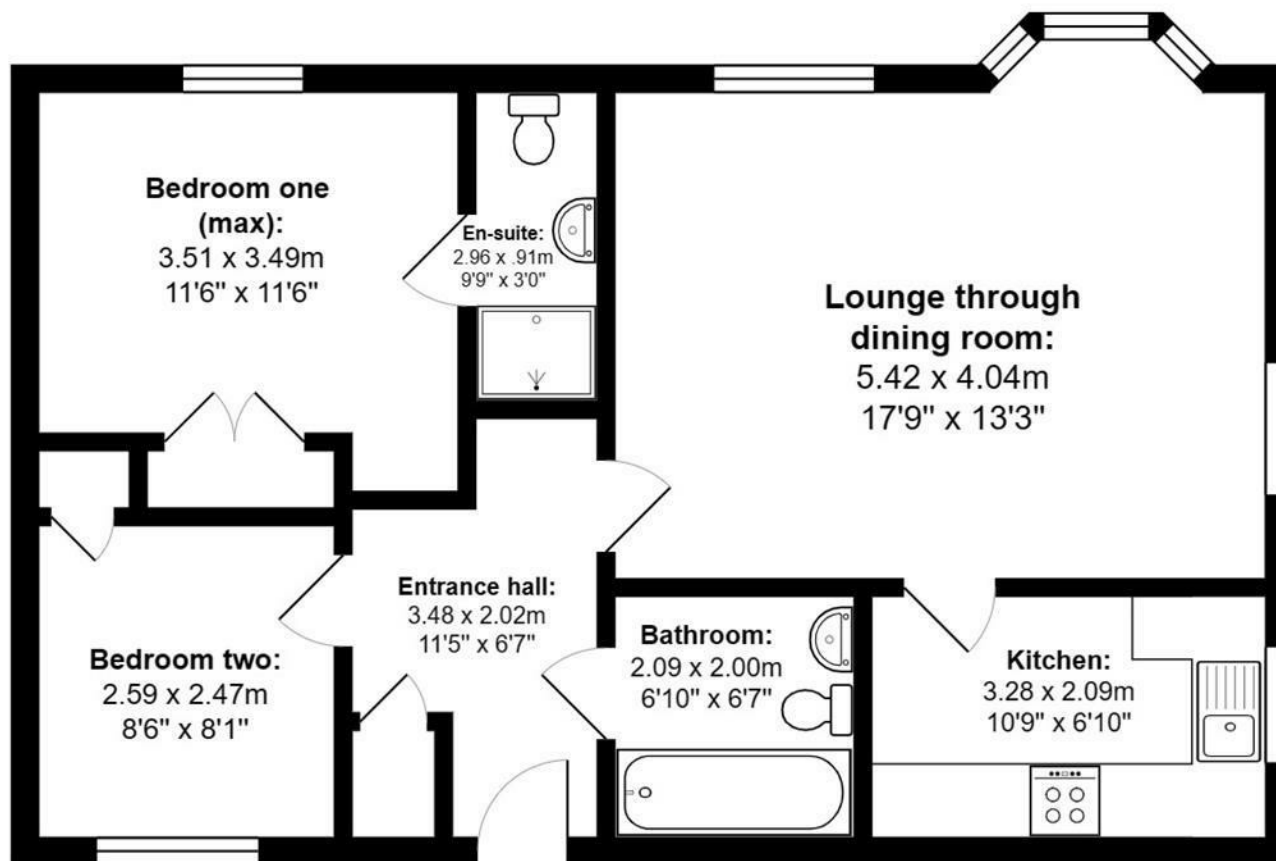 Bedroom one
(max):
3.51 x 3.49m
11'6" x 11'6"
En-suite:
2.96 x .91m
9'9" x 3'0"
Lounge through
dining room:
5.42 x 4.04m
17'9" x 13'3"
Entrance hall:
3.48 x 2.02m
11'5" x 6'7"
Bedroom two:
2.59 x 2.47m
8'6" x 8'1"
Bathroom:
2.09 x 2.00m
6'10" x 6'7"
Kitchen:
3.28 x 2.09m
10'9" x 6'10"